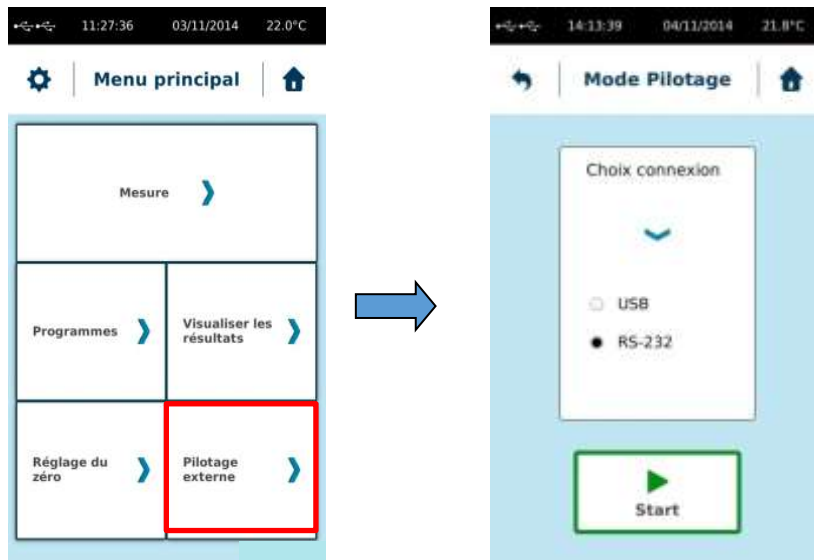 11:27:36 03/11/2014 22.0°C
Menu principal
Mesure
Programmes
Visualiser les
résultats
Réglage du
zéro
Pilotage
externe
14:13:39 04/11/2014 21.8°C
Mode Pilotage
Choix connexion
USB
RS-232
Start